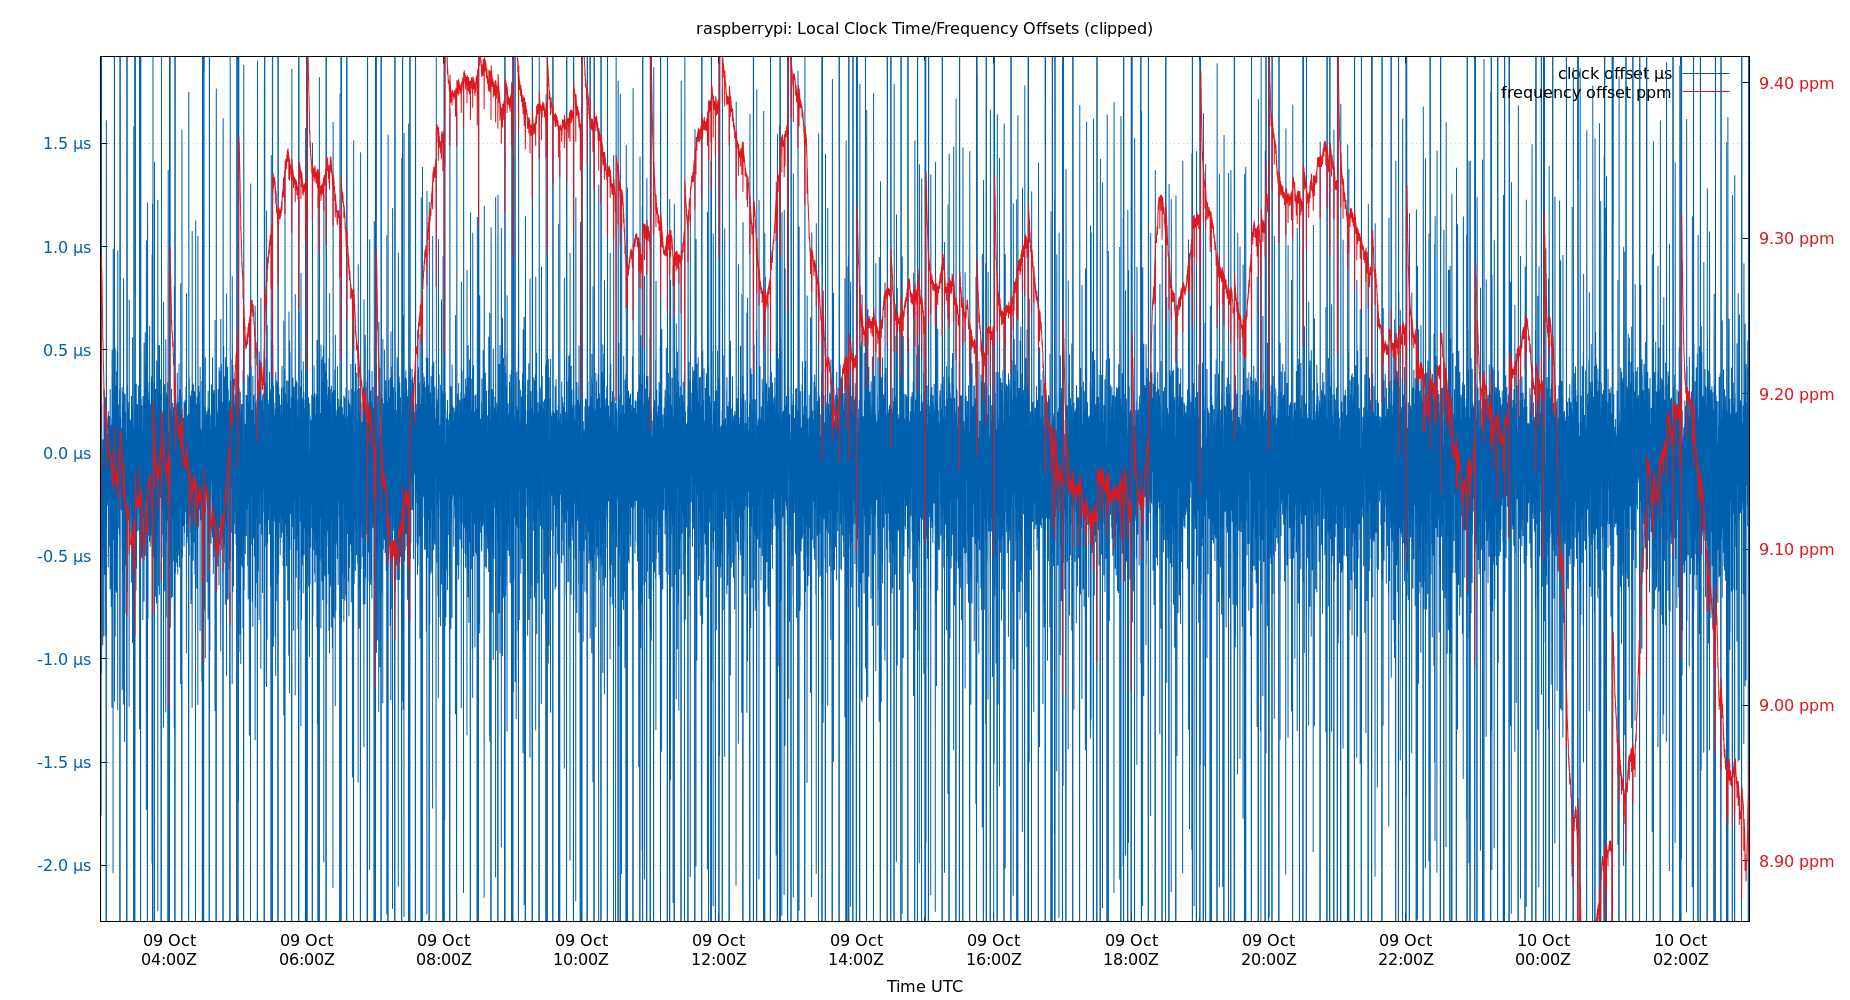 raspberrypi: Local Clock Time/Frequency Offsets (clipped)
clock offset µs
frequency offset ppm
1.5 µs
1.0 µs
0.5 µs
0.0 µs
-0.5 µs
-1.0 µs
-1.5 µs
-2.0 µs
9.40 ppm
9.30 ppm
9.20 ppm
9.10 ppm
9.00 ppm
8.90 ppm
09 Oct 09 Oct 09 Oct 09 Oct 09 Oct 09 Oct 09 Oct 09 Oct 09 Oct 09 Oct 10 Oct 10 Oct
04:00Z 06:00Z 08:00Z 10:00Z 12:00Z 14:00Z 16:00Z 18:00Z 20:00Z 22:00Z 00:00Z 02:00Z
Time UTC